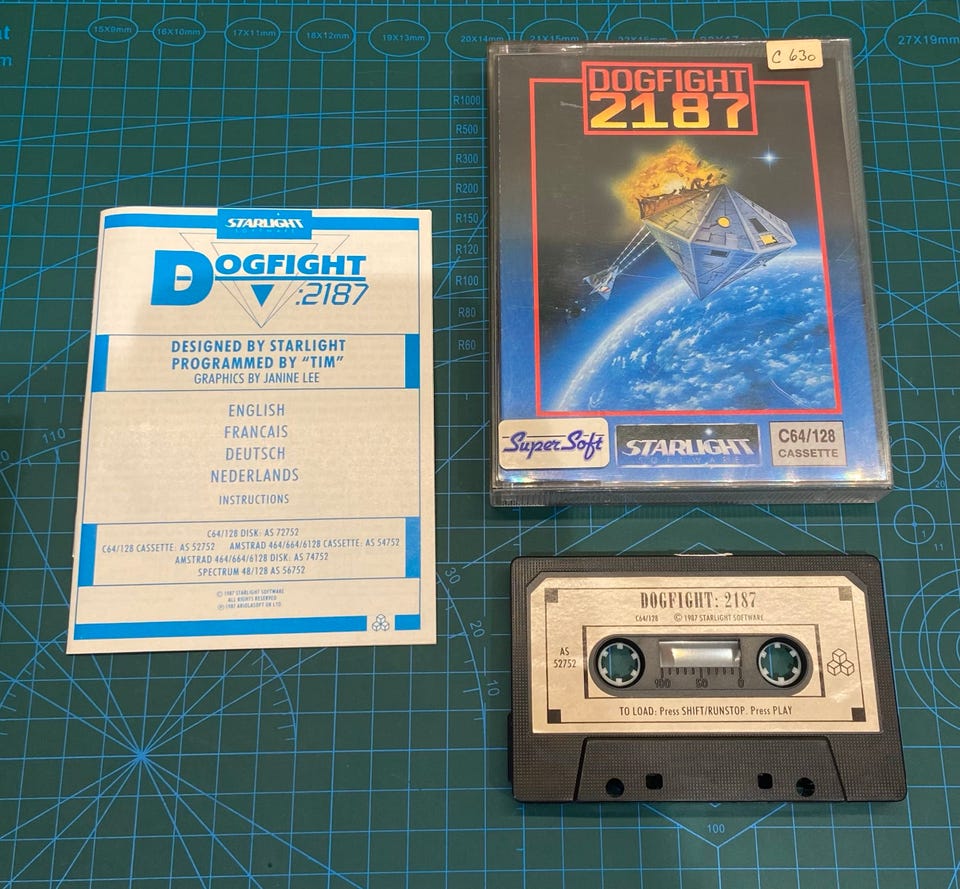 15X9mm
16X10mm
17X11mm
18X12mm
19X13mm
20X14mm
21X15mm
27X19mm
R1000
R500
R300
R200
R150
R120
R100
R80
R60
110
30
20
10
100
20
11
STARLIGHT
SOFTWARE
DOGFIGHT
:2187
DESIGNED BY STARLIGHT
PROGRAMMED BY "TIM"
GRAPHICS BY JANINE LEE
ENGLISH
FRANCAIS
DEUTSCH
NEDERLANDS
INSTRUCTIONS
C64/128 DISK: AS 72752
C64/128 CASSETTE: AS 52752 AMSTRAD 464/664/6128 CASSETTE: AS 54752
AMSTRAD 464/664/6128 DISK: AS 74752
SPECTRUM 48/128 AS 56752
© 1987 STARLIGHT SOFTWARE
ALL RIGHTS RESERVED
℗ 1987 ARIOLASOFT UK LTD
C 630
DOGFIGHT
2187
Super Soft
STARLIGHT
SOFTWARE
C64/128
CASSETTE
DOGFIGHT: 2187
C64/128 © 1987 STARLIGHT SOFTWARE
AS
52752
100 50 0
TO LOAD: Press SHIFT/RUNSTOP. Press PLAY